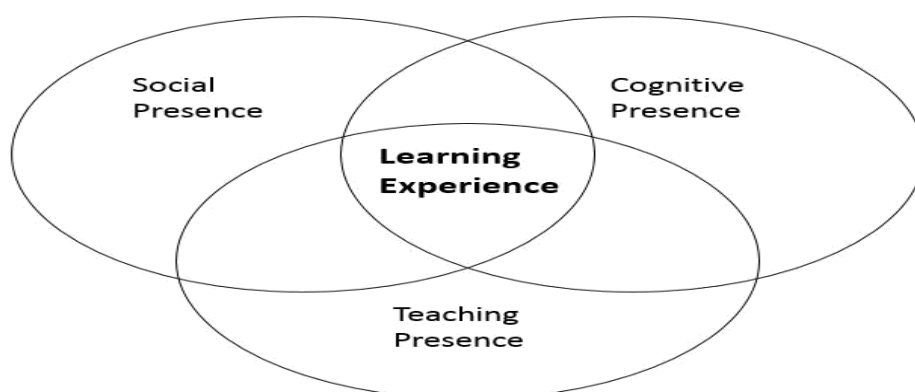 Social
Presence
Cognitive
Presence
Learning
Experience
Teaching
Presence